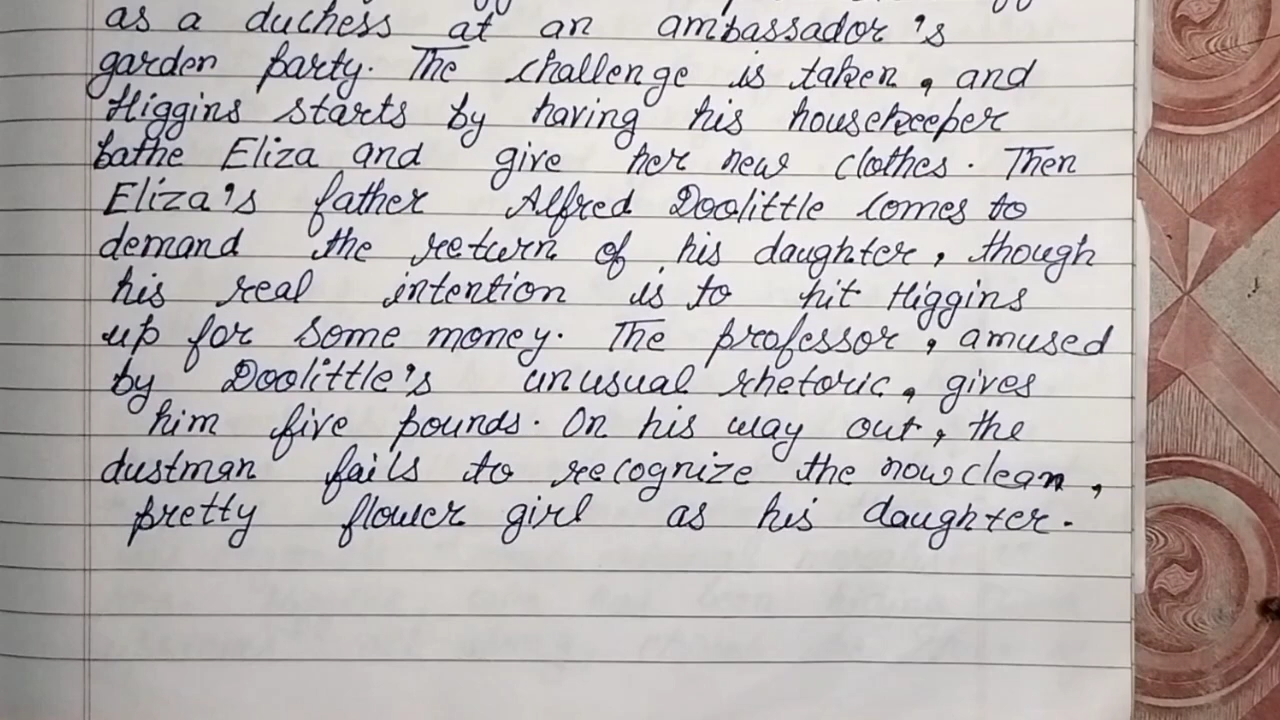 as a duchess at an ambassador's
garden party. The challenge is taken, and
Higgins starts by having his housekeeper
bathe Eliza and give her new clothes. Then
Eliza's father Alfred Doolittle comes to
demand the return of his daughter, though
his real intention is to hit Higgins
up for some money. The professor, amused
by Doolittle's unusual rhetoric, gives
him five pounds. On his way out, the
dustman fails to recognize the now clean,
pretty flower girl as his daughter.